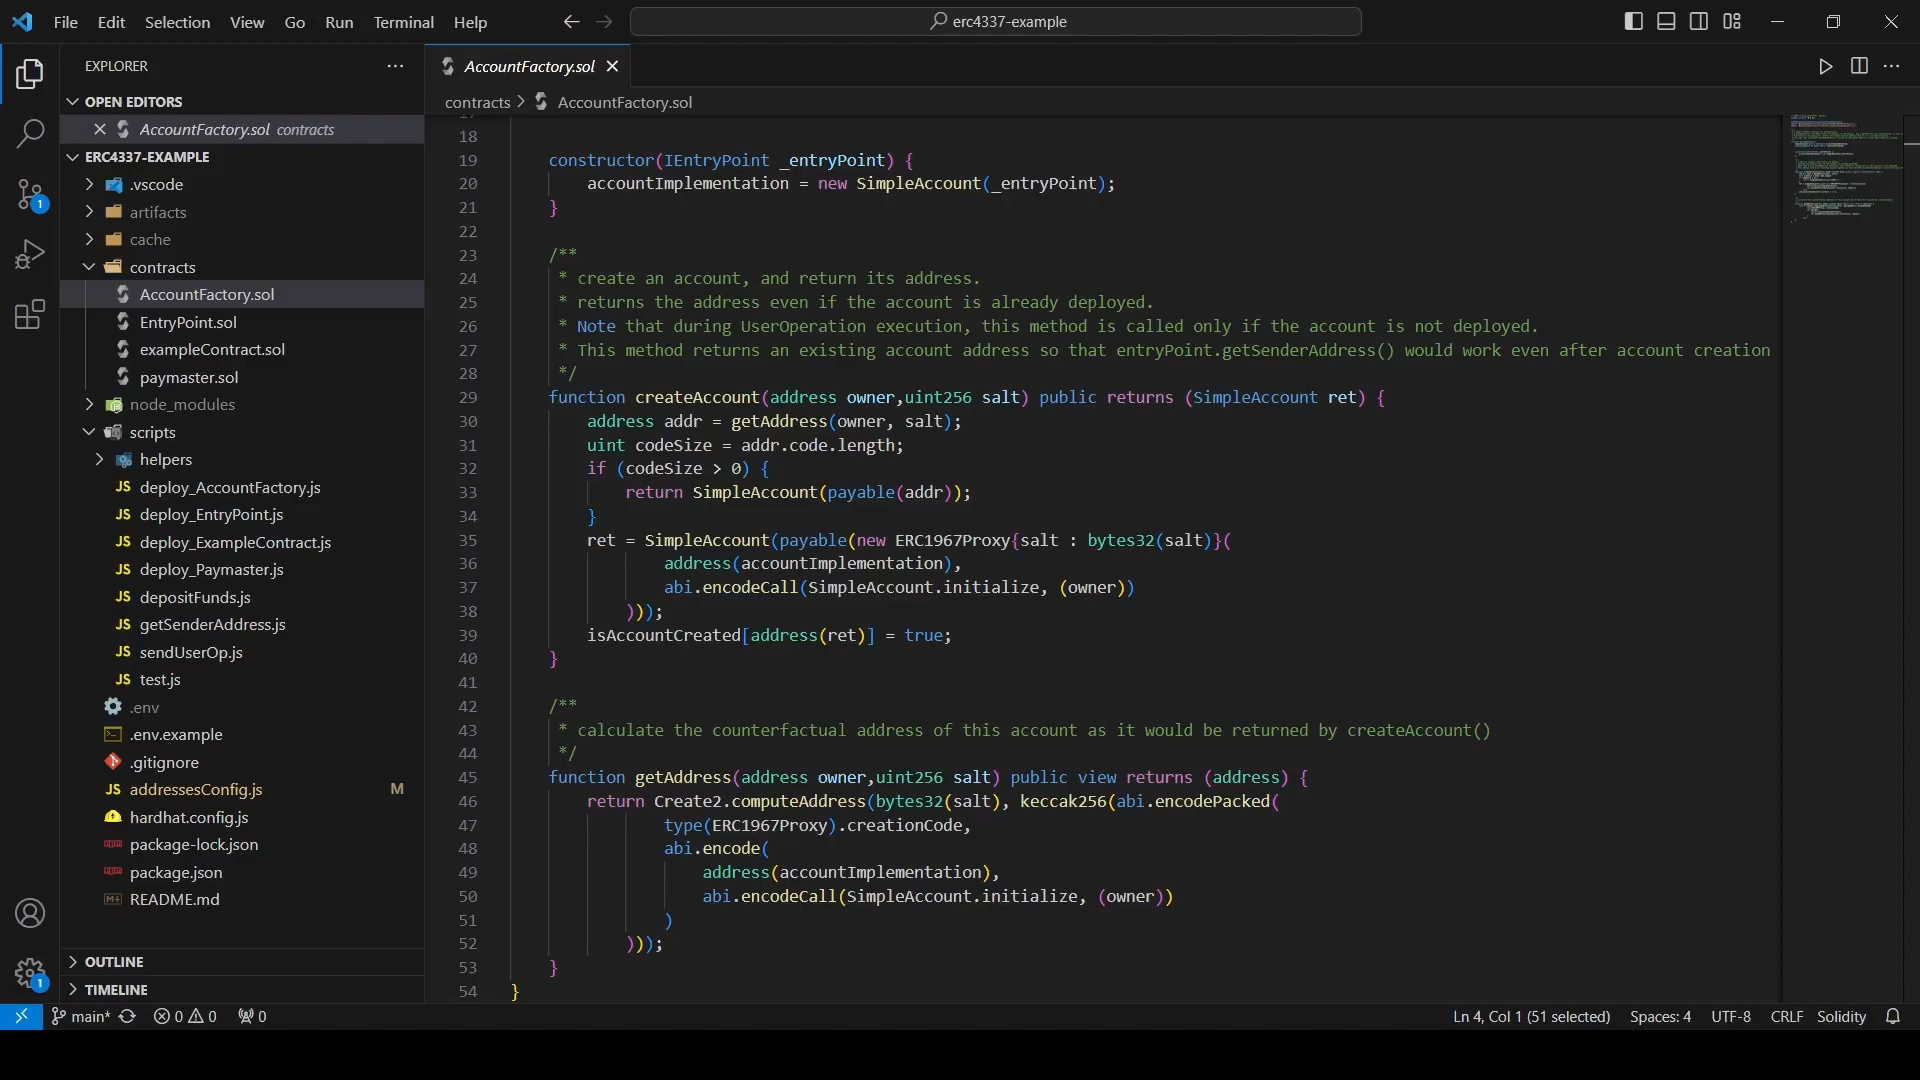 File Edit Selection View Go Run Terminal Help
erc4337-example
EXPLORER
OPEN EDITORS
AccountFactory.sol contracts
ERC4337-EXAMPLE
.vscode
artifacts
cache
contracts
AccountFactory.sol
EntryPoint.sol
exampleContract.sol
paymaster.sol
node_modules
scripts
helpers
JS deploy_AccountFactory.js
JS deploy_EntryPoint.js
JS deploy_ExampleContract.js
JS deploy_Paymaster.js
JS depositFunds.js
JS getSenderAddress.js
JS sendUserOp.js
JS test.js
.env
.env.example
.gitignore
JS addressesConfig.js M
hardhat.config.js
package-lock.json
package.json
README.md
OUTLINE
TIMELINE
1
1
AccountFactory.sol
contracts > AccountFactory.sol
18
19 constructor(IEntryPoint _entryPoint) {
20 accountImplementation = new SimpleAccount(_entryPoint);
21 }
22
23 /**
24 * create an account, and return its address.
25 * returns the address even if the account is already deployed.
26 * Note that during UserOperation execution, this method is called only if the account is not deployed.
27 * This method returns an existing account address so that entryPoint.getSenderAddress() would work even after account creation
28 */
29 function createAccount(address owner,uint256 salt) public returns (SimpleAccount ret) {
30 address addr = getAddress(owner, salt);
31 uint codeSize = addr.code.length;
32 if (codeSize > 0) {
33 return SimpleAccount(payable(addr));
34 }
35 ret = SimpleAccount(payable(new ERC1967Proxy{salt : bytes32(salt)}(
36 address(accountImplementation),
37 abi.encodeCall(SimpleAccount.initialize, (owner))
38 )));
39 isAccountCreated[address(ret)] = true;
40 }
41
42 /**
43 * calculate the counterfactual address of this account as it would be returned by createAccount()
44 */
45 function getAddress(address owner,uint256 salt) public view returns (address) {
46 return Create2.computeAddress(bytes32(salt), keccak256(abi.encodePacked(
47 type(ERC1967Proxy).creationCode,
48 abi.encode(
49 address(accountImplementation),
50 abi.encodeCall(SimpleAccount.initialize, (owner))
51 )
52 )));
53 }
54 }
main* 0 0 0 Ln 4, Col 1 (51 selected) Spaces: 4 UTF-8 CRLF Solidity